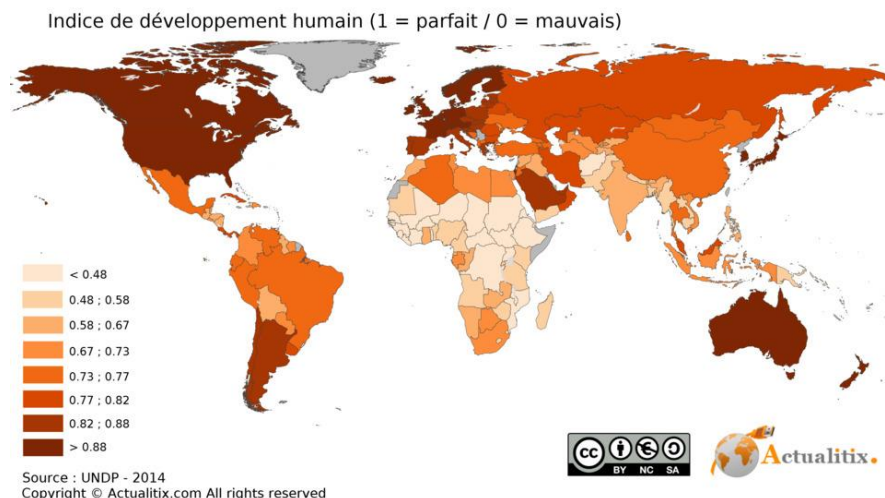 Indice de développement humain (1 = parfait / 0 = mauvais)
< 0.48
0.48 ; 0.58
0.58 ; 0.67
0.67 ; 0.73
0.73 ; 0.77
0.77 ; 0.82
0.82 ; 0.88
> 0.88
cc
BY NC SA
Actualitix.
Source : UNDP - 2014
Copyright © Actualitix.com All rights reserved